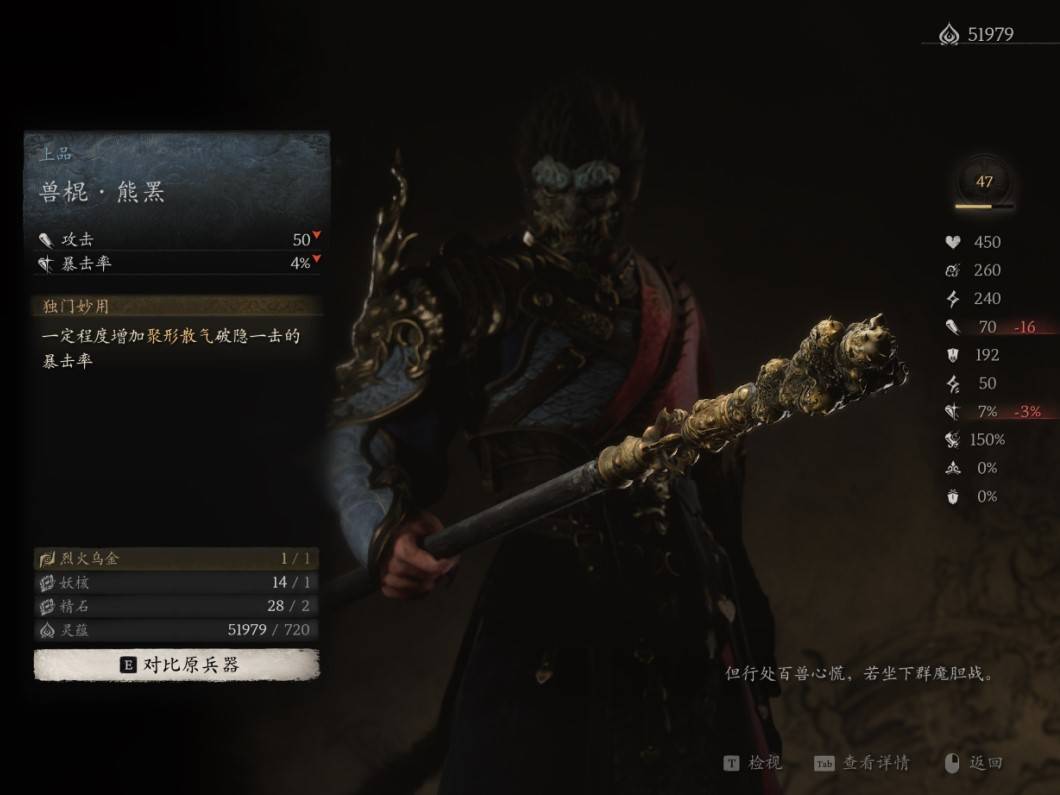 51979
上品
兽棍·熊罴
攻击 50
暴击率 4%
独门妙用
一定程度增加聚形散气破隐一击的
暴击率
47
450
260
240
70 -16
192
50
7% -3%
150%
0%
0%
烈火乌金 1 / 1
妖核 14 / 1
精石 28 / 2
灵蕴 51979 / 720
E 对比原兵器
但行处百兽心慌，若坐下群魔胆战。
T 检视 Tab 查看详情 返回